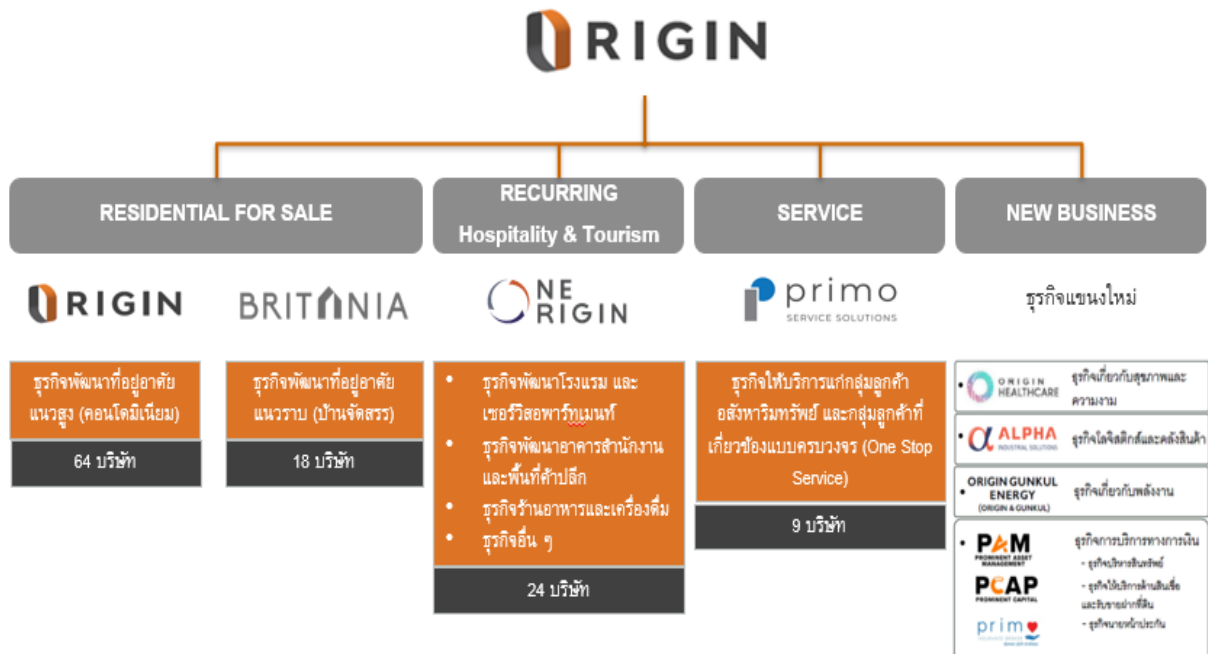 ORIGIN
RESIDENTIAL FOR SALE
RECURRING
Hospitality & Tourism
SERVICE
NEW BUSINESS
ORIGIN
BRITANIA
ONE
ORIGIN
primo
SERVICE SOLUTIONS
ธุรกิจแขนงใหม่
ธุรกิจพัฒนาที่อยู่อาศัย
แนวสูง (คอนโดมิเนียม)
64 บริษัท
ธุรกิจพัฒนาที่อยู่อาศัย
แนวราบ (บ้านจัดสรร)
18 บริษัท
• ธุรกิจพัฒนาโรงแรม และ
เซอร์วิสอพาร์ทเมนท์
• ธุรกิจพัฒนาอาคารสำนักงาน
และพื้นที่ค้าปลีก
• ธุรกิจร้านอาหารและเครื่องดื่ม
• ธุรกิจอื่น ๆ
24 บริษัท
ธุรกิจให้บริการแก่กลุ่มลูกค้า
อสังหาริมทรัพย์ และกลุ่มลูกค้าที่
เกี่ยวข้องแบบครบวงจร (One Stop
Service)
9 บริษัท
• ORIGIN
HEALTHCARE
ธุรกิจเกี่ยวกับสุขภาพและ
ความงาม
• ALPHA
INDUSTRIAL SOLUTIONS
ธุรกิจโลจิสติกส์และคลังสินค้า
• ORIGIN GUNKUL
ENERGY
(ORIGIN & GUNKUL)
ธุรกิจเกี่ยวกับพลังงาน
• PAM
PROMINENT ASSET
MANAGEMENT
PCAP
PROMINENT CAPITAL
prim
ธุรกิจการบริการทางการเงิน
- ธุรกิจบริหารสินทรัพย์
- ธุรกิจให้บริการด้านสินเชื่อ
และรับขายฝากที่ดิน
- ธุรกิจนายหน้าประกัน